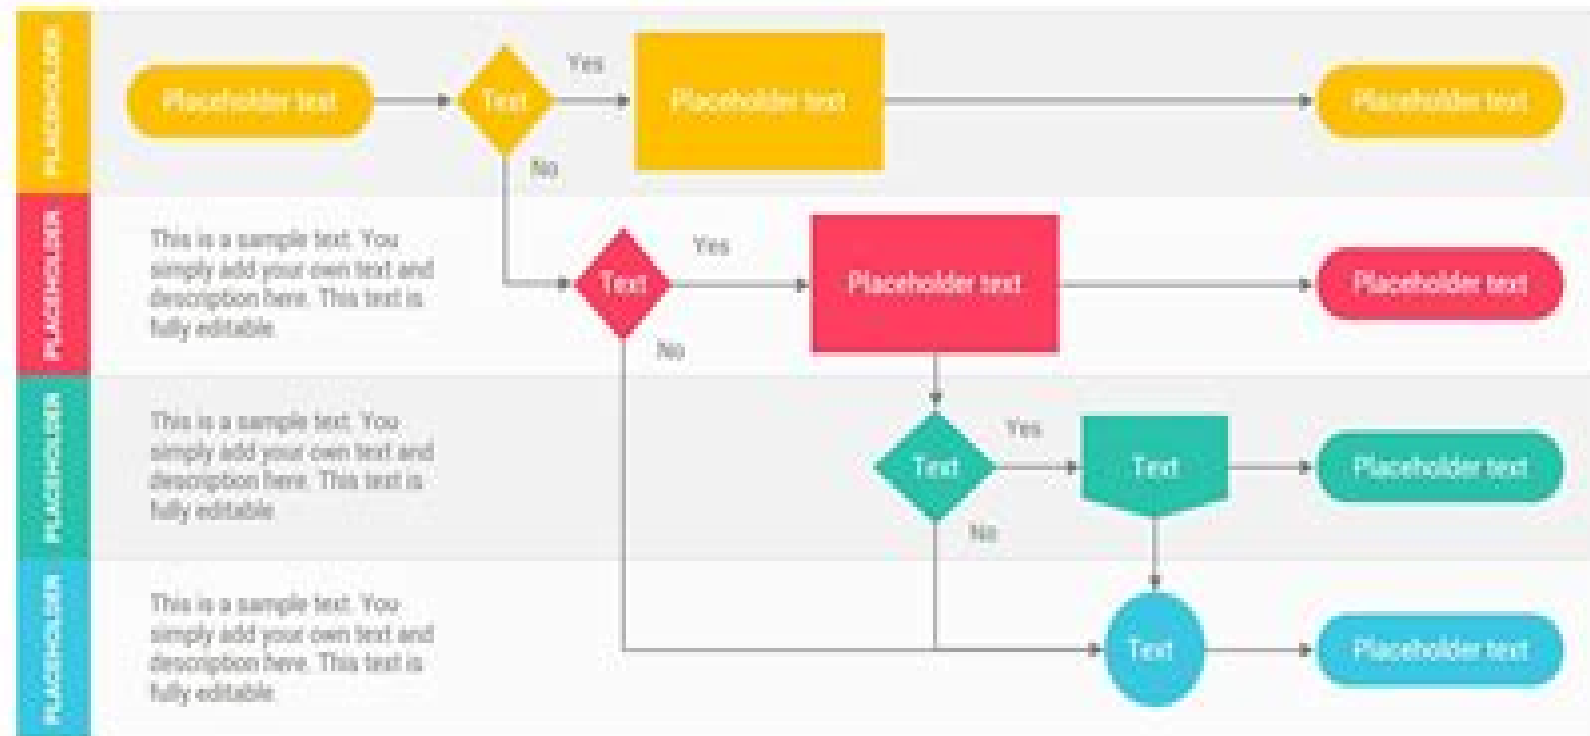 PLACEHOLDER
Placeholder text
Text
Yes
Placeholder text
Placeholder text
No
PLACEHOLDER
This is a sample text. You
simply add your own text and
description here. This text is
fully editable.
Text
Yes
Placeholder text
Placeholder text
No
PLACEHOLDER
This is a sample text. You
simply add your own text and
description here. This text is
fully editable.
Text
Yes
Text
Placeholder text
No
PLACEHOLDER
This is a sample text. You
simply add your own text and
description here. This text is
fully editable.
Text
Placeholder text